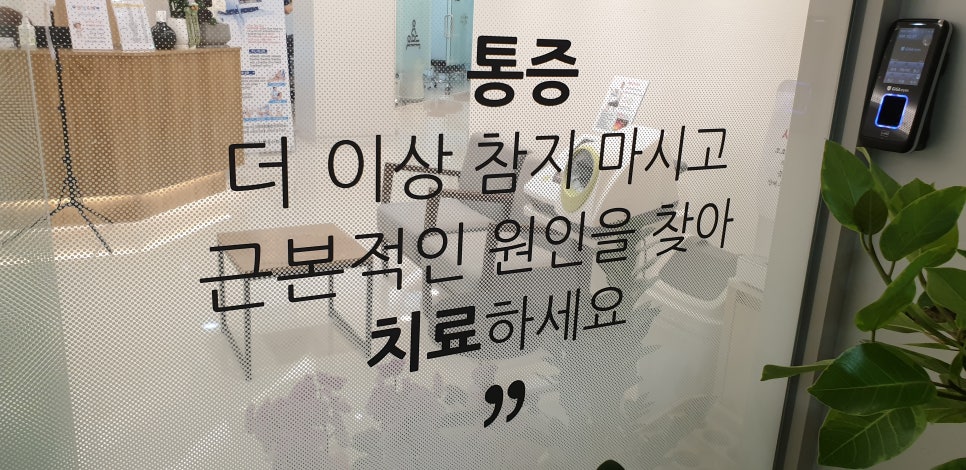 통증
더 이상 참지 마시고
근본적인 원인을 찾아
치료하세요
”